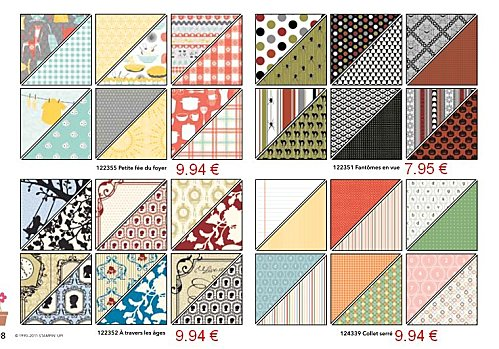 122355 Petite fée du foyer 9.94 €
122351 Fantômes en vue 7.95 €
122352 À travers les âges 9.94 €
124339 Collet serré 9.94 €
8 © 1990-2011 STAMPIN' UP!